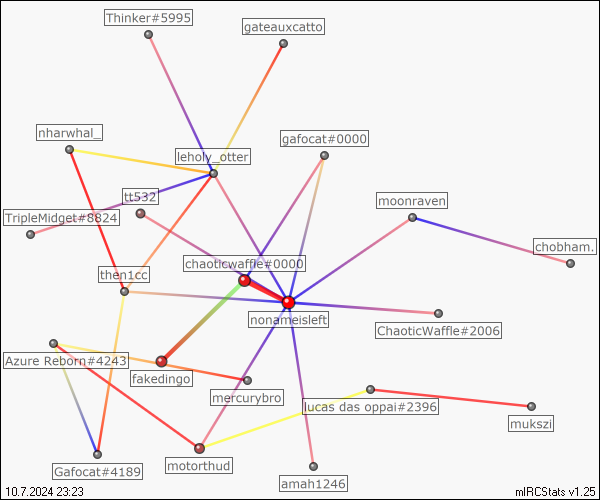 Thinker#5995
gateauxcatto
nharwhal_
gafocat#0000
leholy_otter
tt532
moonraven
TripleMidget#8824
chobham.
chaoticwaffle#0000
then1cc
nonameisleft
ChaoticWaffle#2006
Azure Reborn#4243
fakedingo
mercurybro
lucas das oppai#2396
mukszi
Gafocat#4189
motorthud
amah1246
10.7.2024 23:23
mIRCStats v1.25